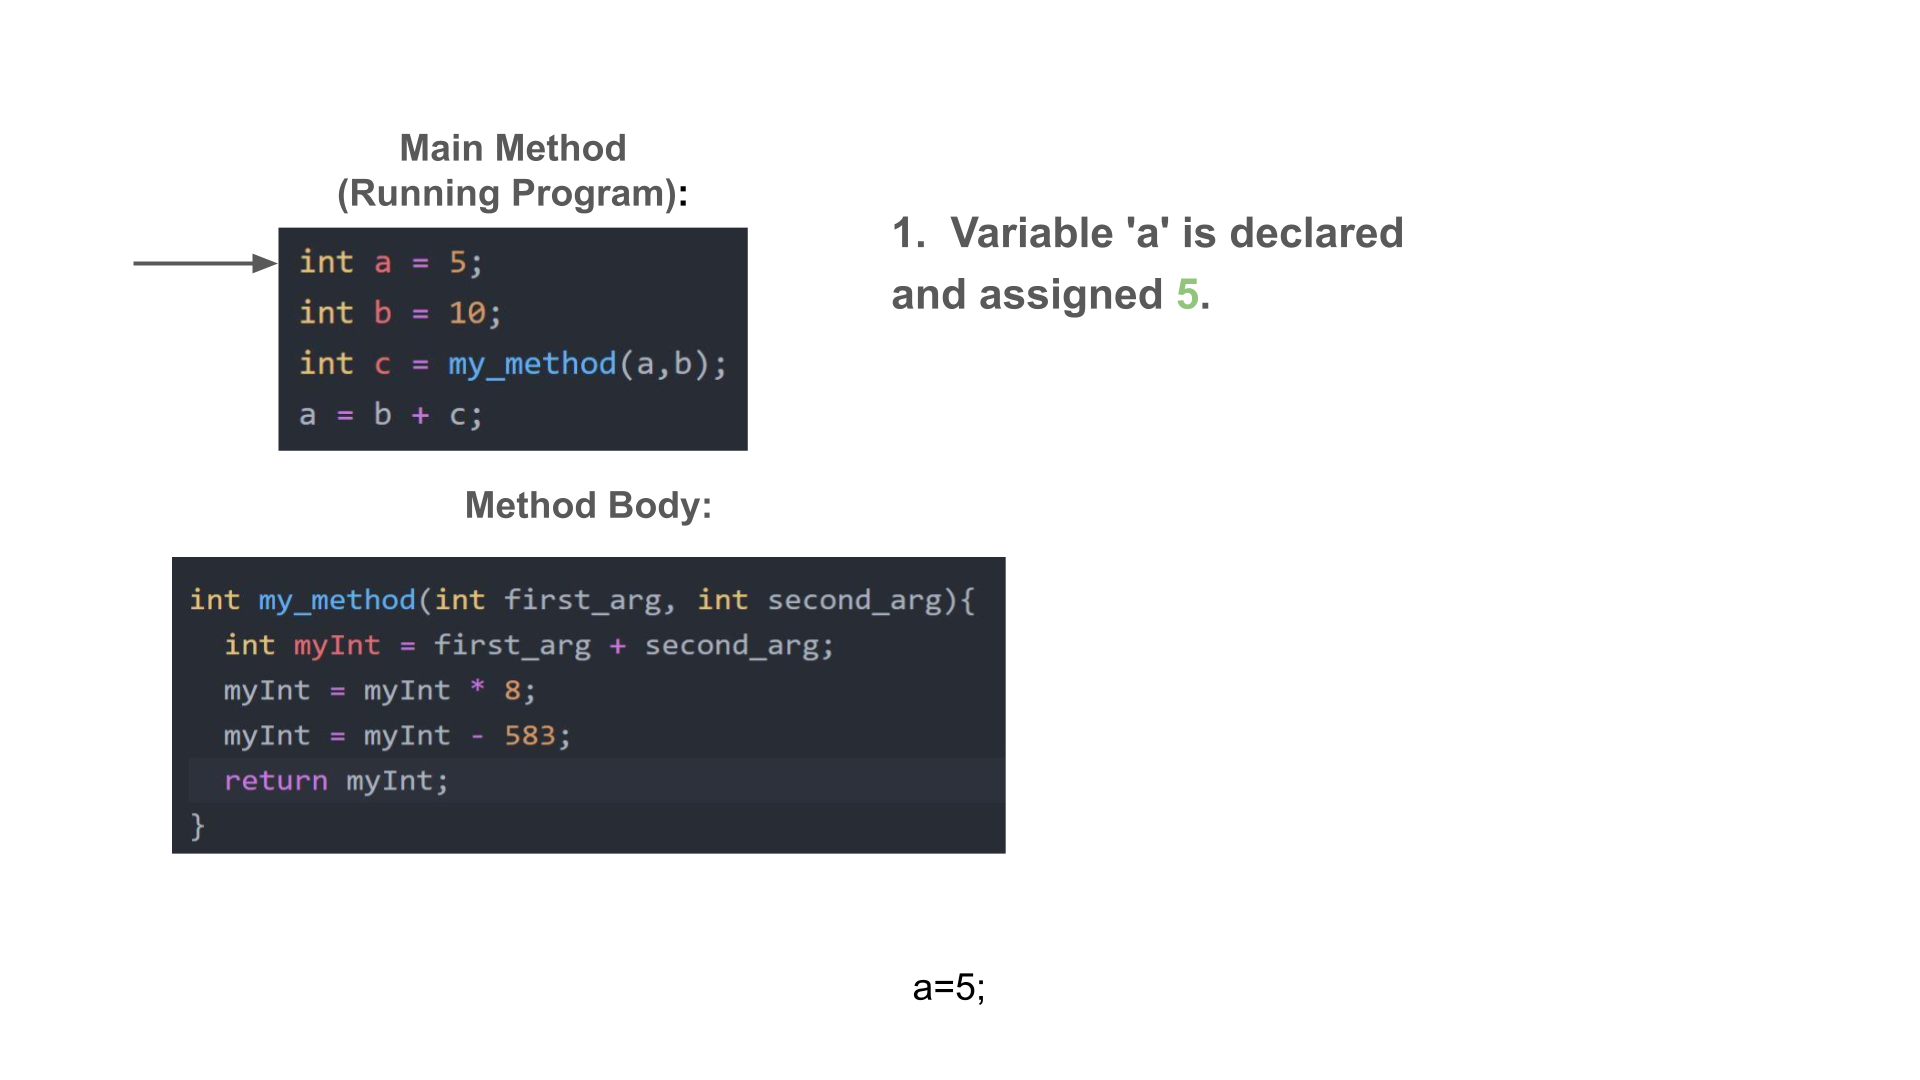 Main Method
(Running Program):
int a = 5;
int b = 10;
int c = my_method(a,b);
a = b + c;
1. Variable 'a' is declared
and assigned 5.
Method Body:
int my_method(int first_arg, int second_arg){
int myInt = first_arg + second_arg;
myInt = myInt * 8;
myInt = myInt - 583;
return myInt;
}
a=5;